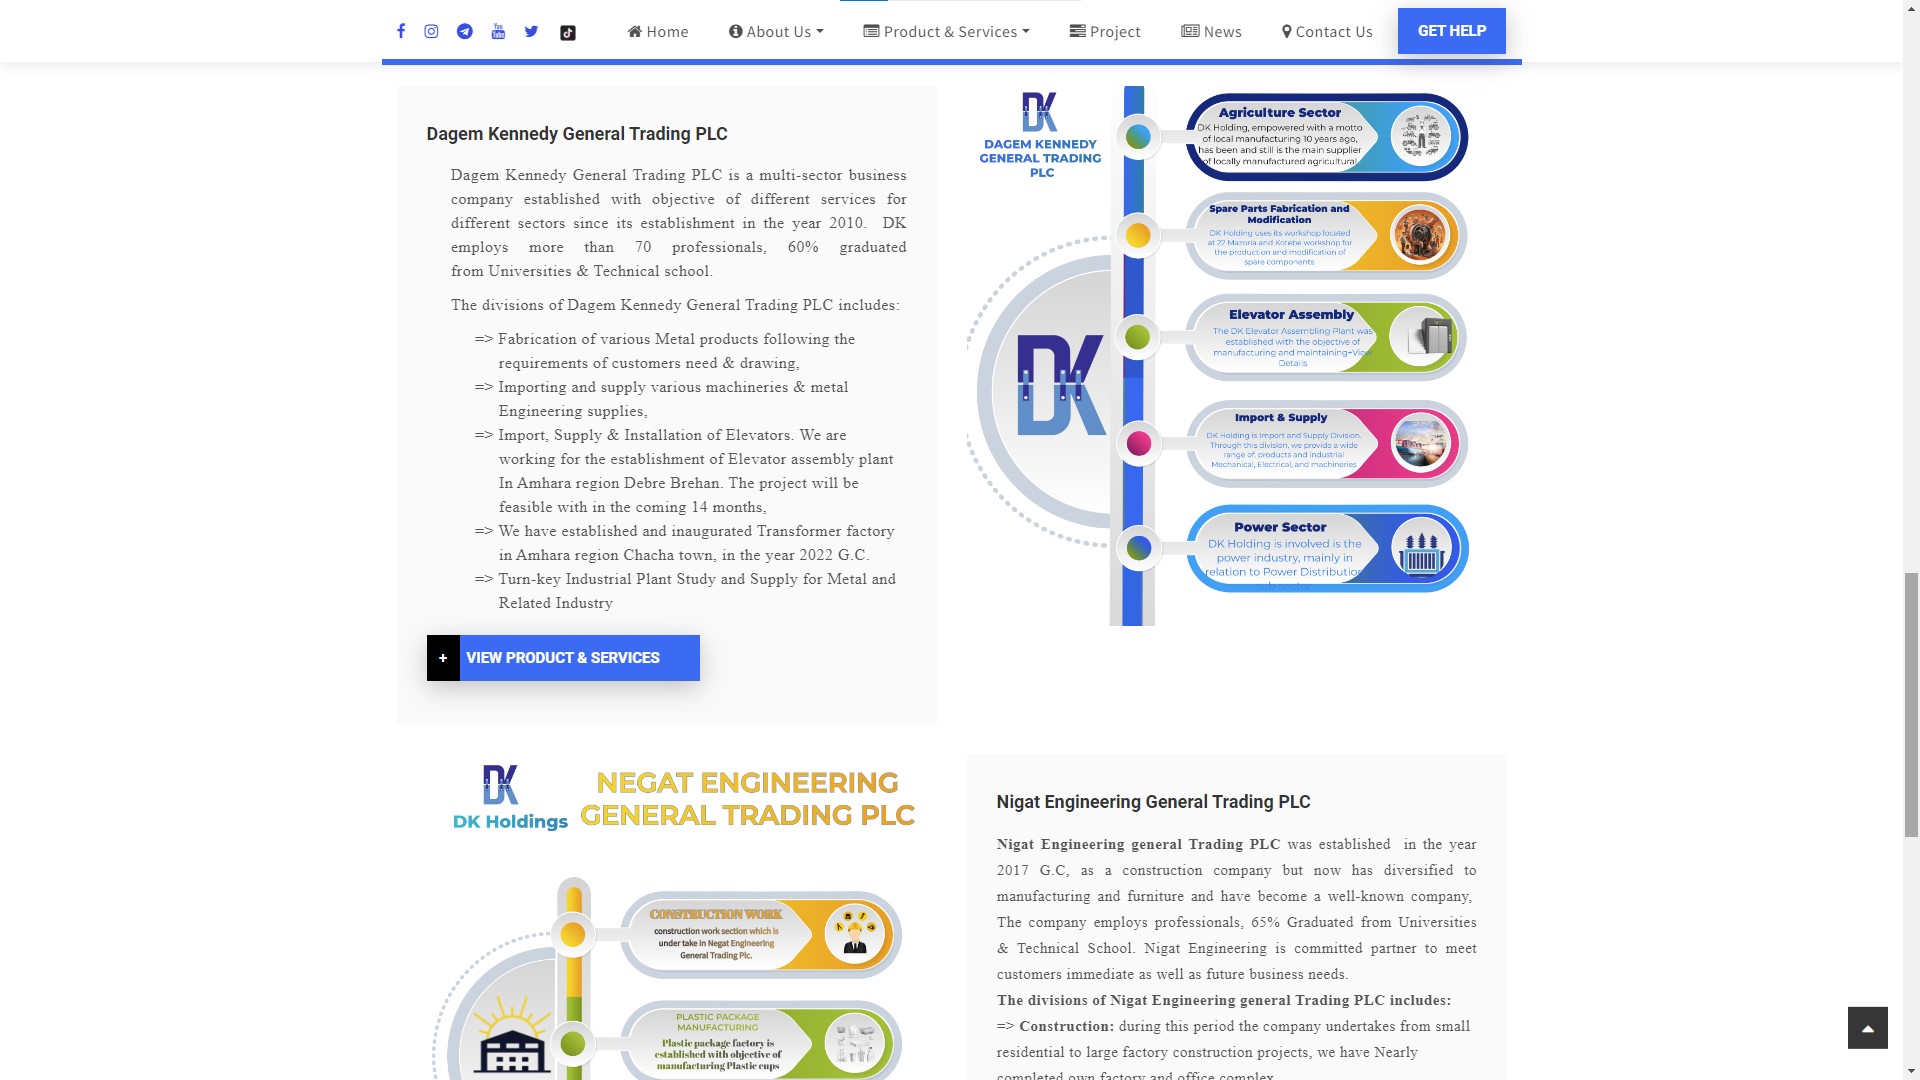 Home
About Us
Product & Services
Project
News
Contact Us
GET HELP
Dagem Kennedy General Trading PLC
Dagem Kennedy General Trading PLC is a multi-sector business
company established with objective of different services for
different sectors since its establishment in the year 2010. DK
employs more than 70 professionals, 60% graduated
from Universities & Technical school.
The divisions of Dagem Kennedy General Trading PLC includes:
=> Fabrication of various Metal products following the
requirements of customers need & drawing,
=> Importing and supply various machineries & metal
Engineering supplies,
=> Import, Supply & Installation of Elevators. We are
working for the establishment of Elevator assembly plant
In Amhara region Debre Brehan. The project will be
feasible with in the coming 14 months,
=> We have established and inaugurated Transformer factory
in Amhara region Chacha town, in the year 2022 G.C.
=> Turn-key Industrial Plant Study and Supply for Metal and
Related Industry
+ VIEW PRODUCT & SERVICES
DK
DAGEM KENNEDY
GENERAL TRADING
PLC
DK
Agriculture Sector
DK Holding, empowered with a motto
of local manufacturing 10 years ago,
has been and still is the main supplier
of locally manufactured agricultural
Spare Parts Fabrication and
Modification
DK Holding uses its workshop located
at 22 Mazoria and Kotebe workshop for
the production and modification of
spare components
Elevator Assembly
The DK Elevator Assembling Plant was
established with the objective of
manufacturing and maintaining+View
Details
Import & Supply
DK Holding is Import and Supply Division.
Through this division, we provide a wide
range of, products and industrial
Mechanical, Electrical, and machineries
Power Sector
DK Holding is involved is the
power industry, mainly in
relation to Power Distribution
sub sector.
DK
DK Holdings
NEGAT ENGINEERING
GENERAL TRADING PLC
CONSTRUCTION WORK
construction work section which is
under take in Negat Engineering
General Trading Plc.
PLASTIC PACKAGE
MANUFACTURING
Plastic package factory is
established with objective of
manufacturing Plastic cups
Nigat Engineering General Trading PLC
Nigat Engineering general Trading PLC was established in the year
2017 G.C, as a construction company but now has diversified to
manufacturing and furniture and have become a well-known company,
The company employs professionals, 65% Graduated from Universities
& Technical School. Nigat Engineering is committed partner to meet
customers immediate as well as future business needs.
The divisions of Nigat Engineering general Trading PLC includes:
=> Construction: during this period the company undertakes from small
residential to large factory construction projects, we have Nearly
completed own factory and office complex